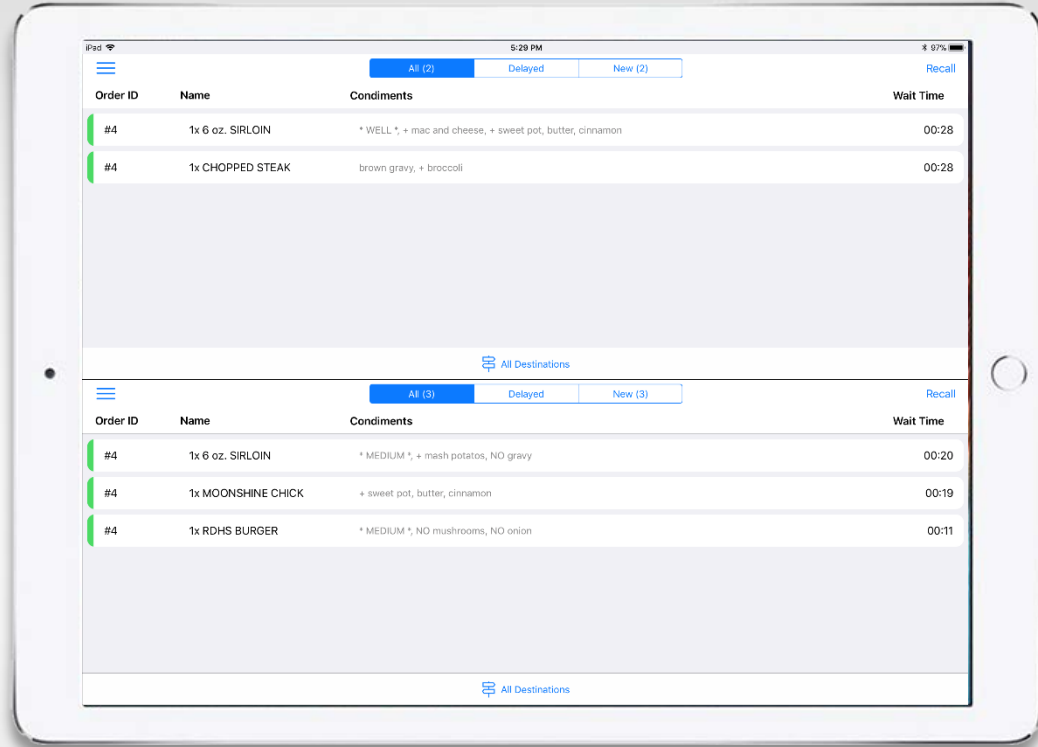 iPad 5:29 PM 97%
All (2) Delayed New (2) Recall
Order ID Name Condiments Wait Time
#4 1x 6 oz. SIRLOIN * WELL *, + mac and cheese, + sweet pot, butter, cinnamon 00:28
#4 1x CHOPPED STEAK brown gravy, + broccoli 00:28
All Destinations
All (3) Delayed New (3) Recall
Order ID Name Condiments Wait Time
#4 1x 6 oz. SIRLOIN * MEDIUM *, + mash potatos, NO gravy 00:20
#4 1x MOONSHINE CHICK + sweet pot, butter, cinnamon 00:19
#4 1x RDHS BURGER * MEDIUM *, NO mushrooms, NO onion 00:11
All Destinations